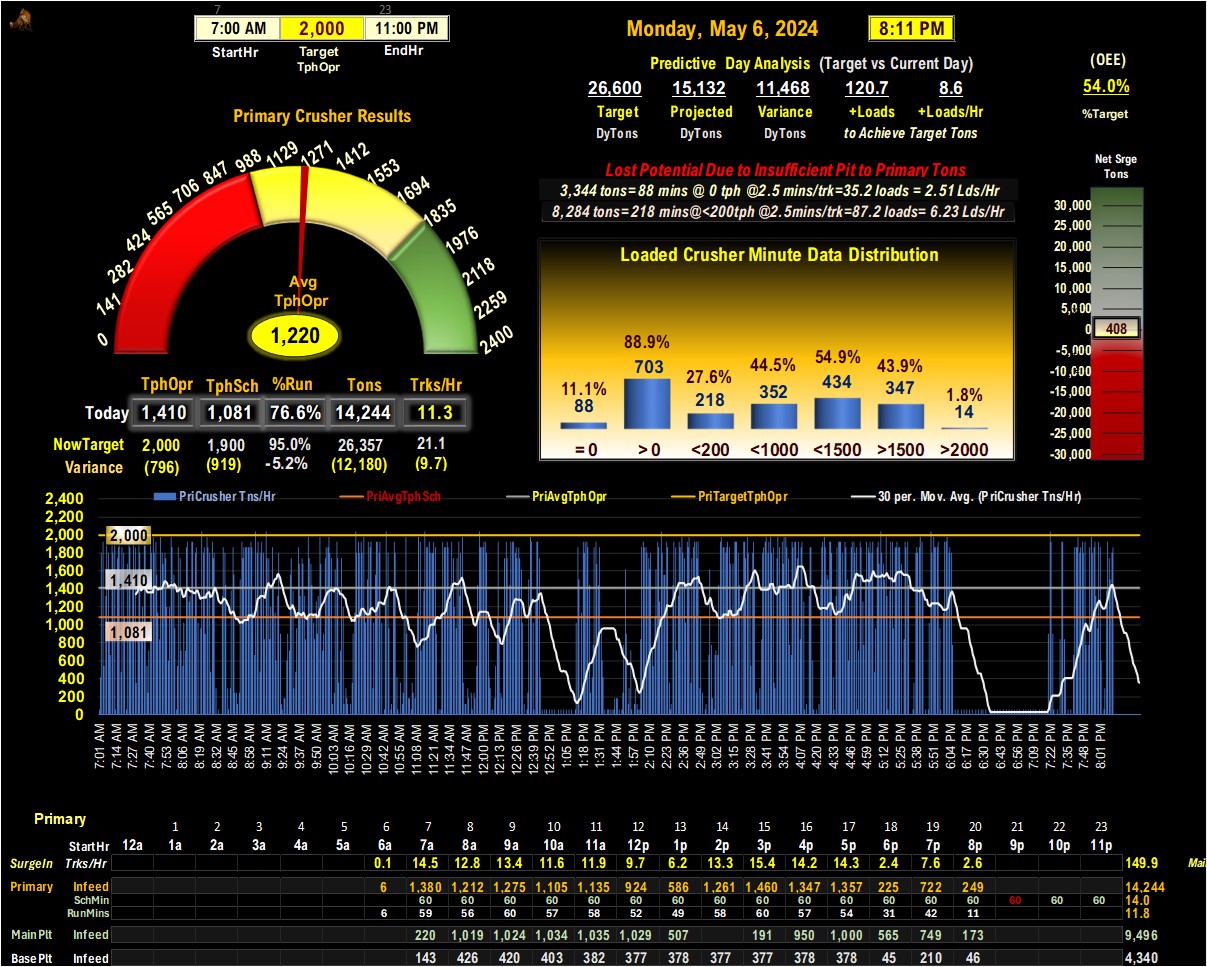 7 23
7:00 AM 2,000 11:00 PM
StartHr Target TphOpr EndHr
Monday, May 6, 2024 8:11 PM
Predictive Day Analysis (Target vs Current Day)
26,600 15,132 11,468 120.7 8.6
Target Projected Variance +Loads +Loads/Hr
DyTons DyTons DyTons to Achieve Target Tons
(OEE)
54.0%
%Target
Primary Crusher Results
0 141 282 424 565 706 847 988 1129 1271 1412 1553 1694 1835 1976 2118 2259 2400
Avg
TphOpr
1,220
TphOpr TphSch %Run Tons Trks/Hr
Today 1,410 1,081 76.6% 14,244 11.3
NowTarget 2,000 1,900 95.0% 26,357 21.1
Variance (796) (919) -5.2% (12,180) (9.7)
Lost Potential Due to Insufficient Pit to Primary Tons
3,344 tons=88 mins @ 0 tph @2.5 mins/trk=35.2 loads = 2.51 Lds/Hr
8,284 tons=218 mins@<200tph @2.5mins/trk=87.2 loads= 6.23 Lds/Hr
Loaded Crusher Minute Data Distribution
11.1% 88.9% 27.6% 44.5% 54.9% 43.9% 1.8%
88 703 218 352 434 347 14
=0 >0 <200 <1000 <1500 >1500 >2000
Net Srge
Tons
30,000
25,000
20,000
15,000
10,000
5,000
0 408
-5,000
-10,000
-15,000
-20,000
-25,000
-30,000
PriCrusher Tns/Hr PriAvgTphSch PriAvgTphOpr PriTargetTphOpr 30 per. Mov. Avg. (PriCrusher Tns/Hr)
2,400
2,200
2,000 2,000
1,800
1,600
1,400 1,410
1,200
1,000 1,081
800
600
400
200
0
7:01 AM 7:14 AM 7:27 AM 7:40 AM 7:53 AM 8:06 AM 8:19 AM 8:32 AM 8:45 AM 8:58 AM 9:11 AM 9:24 AM 9:37 AM 9:50 AM 10:03 AM 10:16 AM 10:29 AM 10:42 AM 10:55 AM 11:08 AM 11:21 AM 11:34 AM 11:47 AM 12:00 PM 12:13 PM 12:26 PM 12:39 PM 12:52 PM 1:05 PM 1:18 PM 1:31 PM 1:44 PM 1:57 PM 2:10 PM 2:23 PM 2:36 PM 2:49 PM 3:02 PM 3:15 PM 3:28 PM 3:41 PM 3:54 PM 4:07 PM 4:20 PM 4:33 PM 4:46 PM 4:59 PM 5:12 PM 5:25 PM 5:38 PM 5:51 PM 6:04 PM 6:17 PM 6:30 PM 6:43 PM 6:56 PM 7:09 PM 7:22 PM 7:35 PM 7:48 PM 8:01 PM
Primary 1 2 3 4 5 6 7 8 9 10 11 12 13 14 15 16 17 18 19 20 21 22 23
StartHr 12a 1a 2a 3a 4a 5a 6a 7a 8a 9a 10a 11a 12p 1p 2p 3p 4p 5p 6p 7p 8p 9p 10p 11p
SurgeIn Trks/Hr 0.1 14.5 12.8 13.4 11.6 11.9 9.7 6.2 13.3 15.4 14.2 14.3 2.4 7.6 2.6 149.9
Primary Infeed 6 1,380 1,212 1,275 1,105 1,135 924 586 1,261 1,460 1,347 1,357 225 722 249 14,244
SchMin 60 60 60 60 60 60 60 60 60 60 60 60 60 60 60 60 60 14.0
RunMins 6 59 56 60 57 58 52 49 58 60 57 54 31 42 11 11.8
MainPlt Infeed 220 1,019 1,024 1,034 1,035 1,029 507 191 950 1,000 565 749 173 9,496
BasePlt Infeed 143 426 420 403 382 377 378 377 377 378 378 45 210 46 4,340